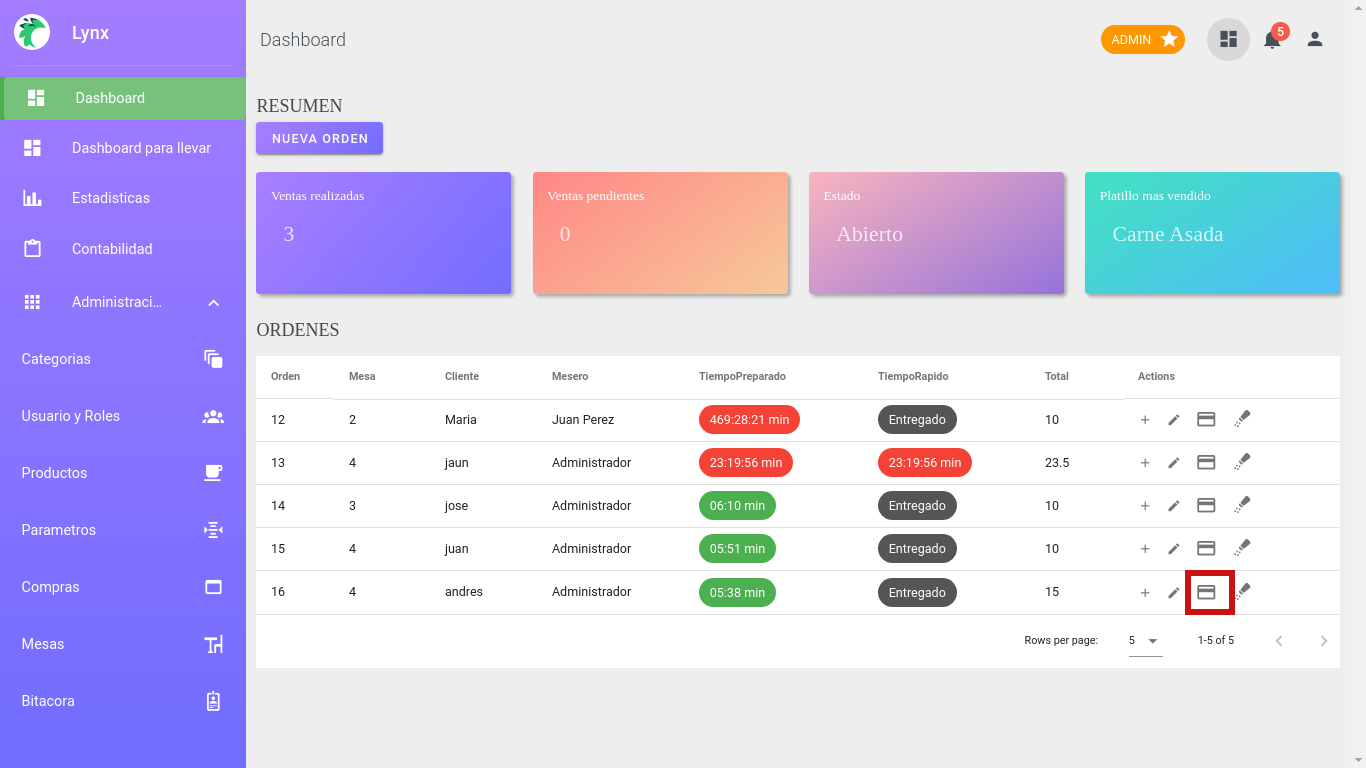 Lynx
Dashboard
ADMIN
5
Dashboard
Dashboard para llevar
Estadisticas
Contabilidad
Administraci...
Categorias
Usuario y Roles
Productos
Parametros
Compras
Mesas
Bitacora
RESUMEN
NUEVA ORDEN
Ventas realizadas
3
Ventas pendientes
0
Estado
Abierto
Platillo mas vendido
Carne Asada
ORDENES
Orden Mesa Cliente Mesero TiempoPreparado TiempoRapido Total Actions
12 2 Maria Juan Perez 469:28:21 min Entregado 10
13 4 jaun Administrador 23:19:56 min 23:19:56 min 23.5
14 3 jose Administrador 06:10 min Entregado 10
15 4 juan Administrador 05:51 min Entregado 10
16 4 andres Administrador 05:38 min Entregado 15
Rows per page: 5 1-5 of 5